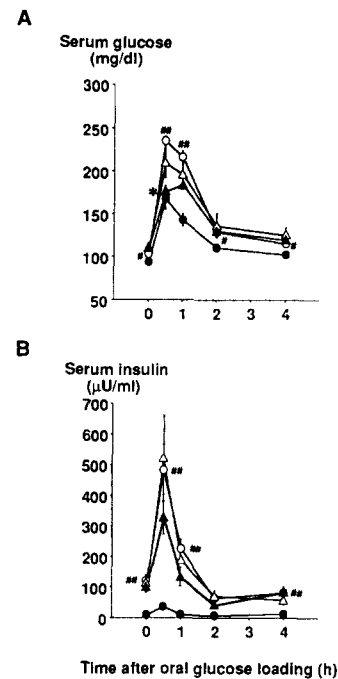 A
Serum glucose
(mg/dl)
300
250
200
150
100
50
##
##
*
#
#
#
0 1 2 3 4
B
Serum insulin
(μU/ml)
700
600
500
400
300
200
100
0
##
##
##
##
0 1 2 3 4
Time after oral glucose loading (h)